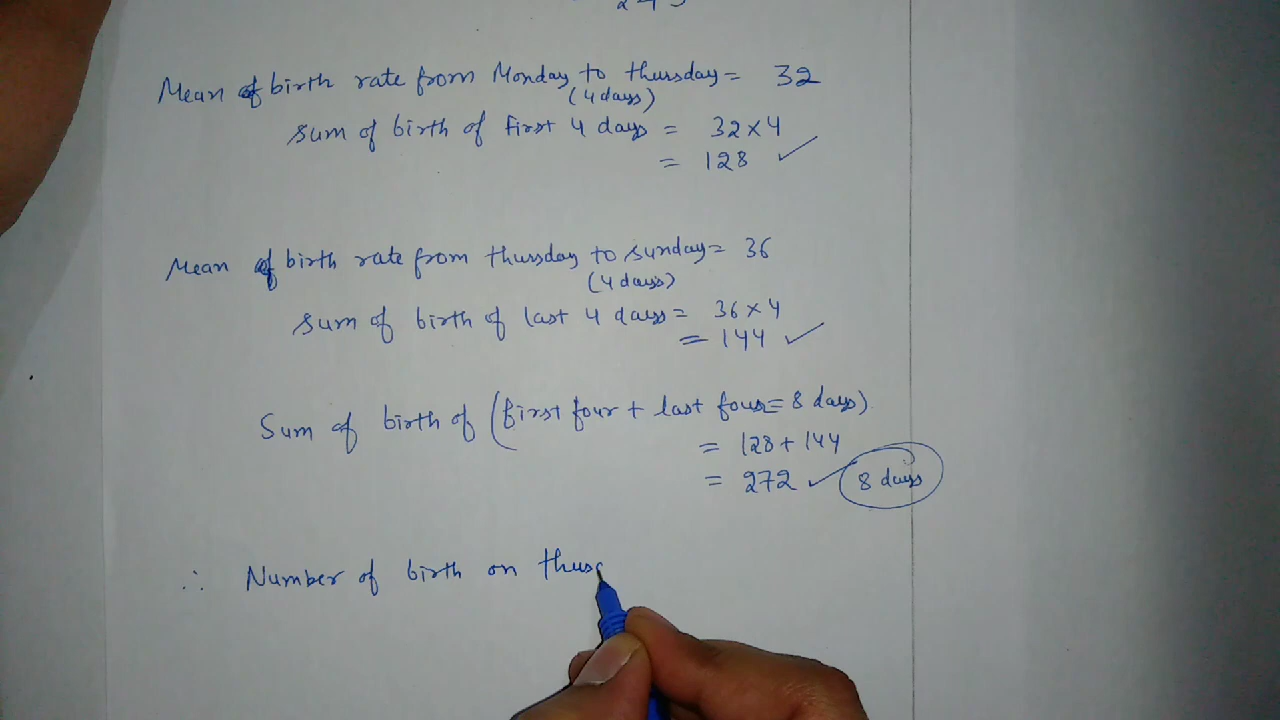 Mean of birth rate from Monday to thursday = 32
(4 days)
Sum of birth of first 4 days = 32 x 4
= 128 ✓
Mean of birth rate from thursday to sunday = 36
(4 days)
Sum of birth of last 4 days = 36 x 4
= 144 ✓
Sum of birth of (first four + last four = 8 days)
= 128 + 144
= 272 ✓ 8 days
∴ Number of birth on thurs